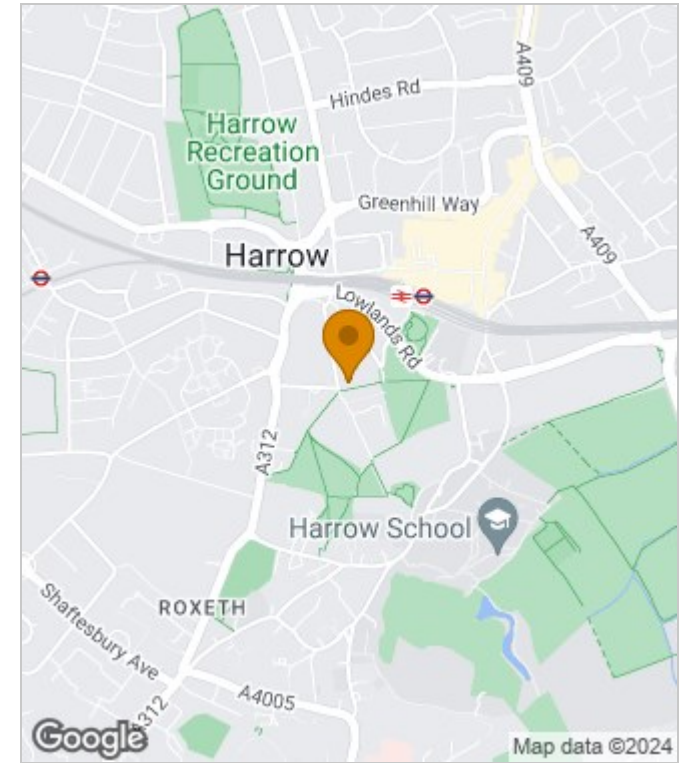 A409
Hindes Rd
Harrow
Recreation
Ground
Greenhill Way
A409
Harrow
Lowlands Rd
A312
Harrow School
ROXETH
Shaftesbury Ave
A4005
A312
Google
Map data ©2024